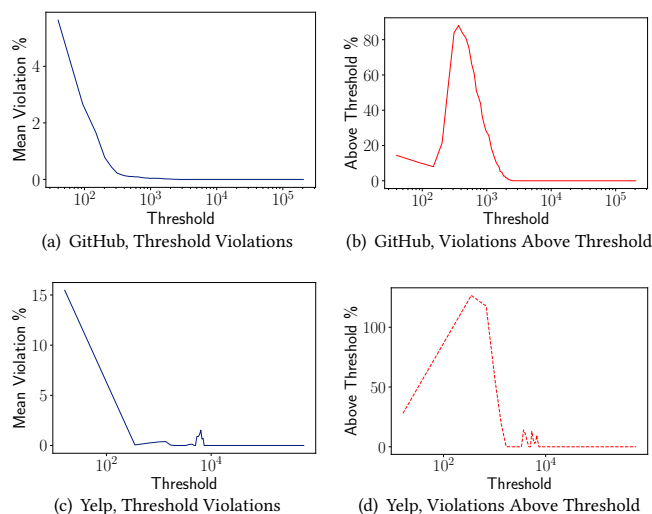 Mean Violation %
4
2
0
10^2
10^3
10^4
10^5
Threshold
(a) GitHub, Threshold Violations
Above Threshold %
80
60
40
20
0
10^2
10^3
10^4
10^5
Threshold
(b) GitHub, Violations Above Threshold
Mean Violation %
15
10
5
0
10^2
10^4
Threshold
(c) Yelp, Threshold Violations
Above Threshold %
100
50
0
10^2
10^4
Threshold
(d) Yelp, Violations Above Threshold